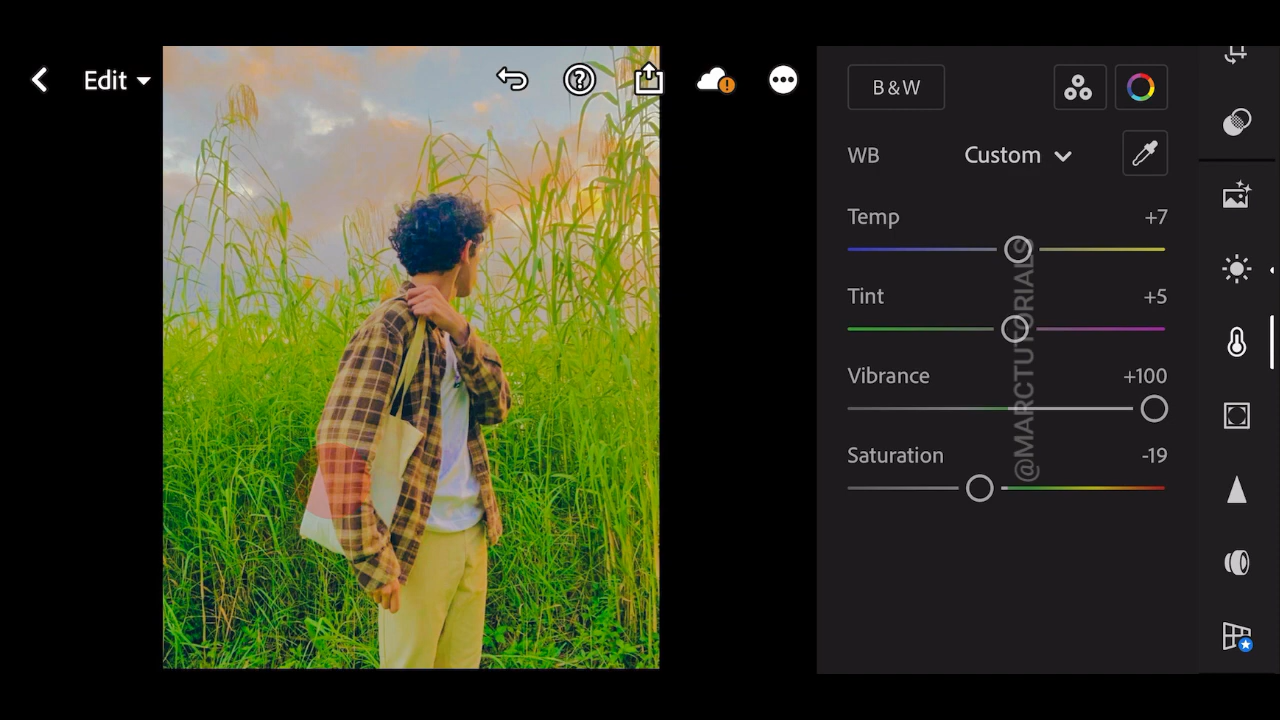 Edit
B&W
WB Custom
Temp +7
Tint +5
Vibrance +100
Saturation -19
@MARCTUTORIALS